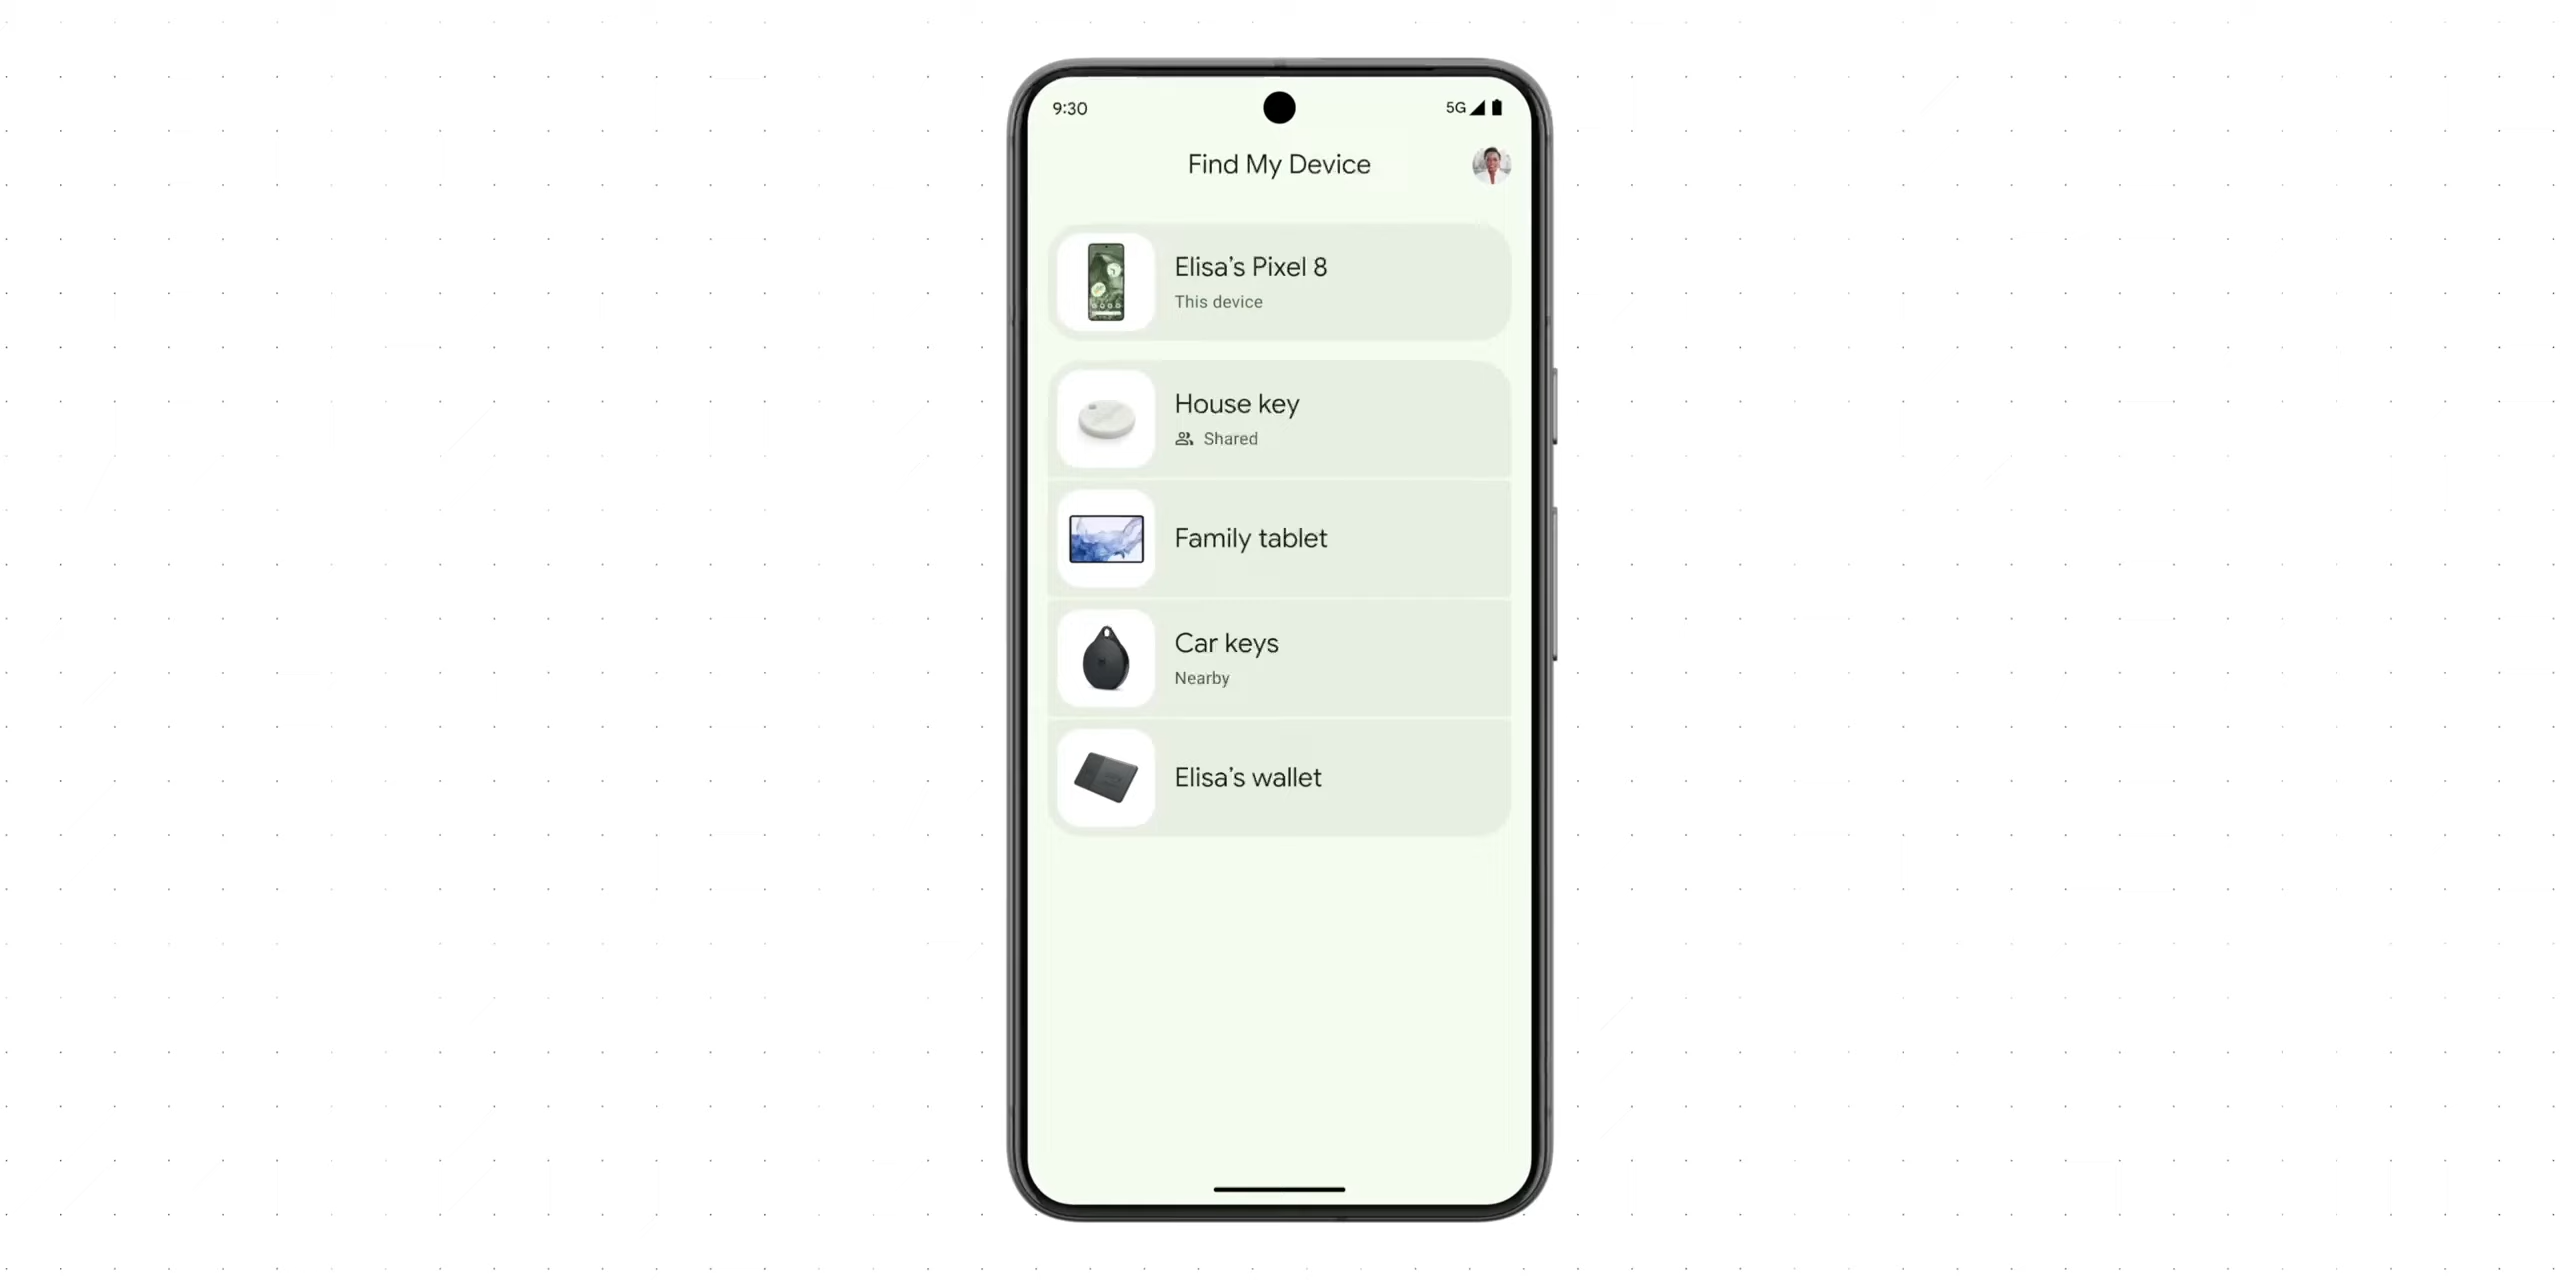 9:30
5G
Find My Device
Elisa’s Pixel 8
This device
House key
Shared
Family tablet
Car keys
Nearby
Elisa’s wallet